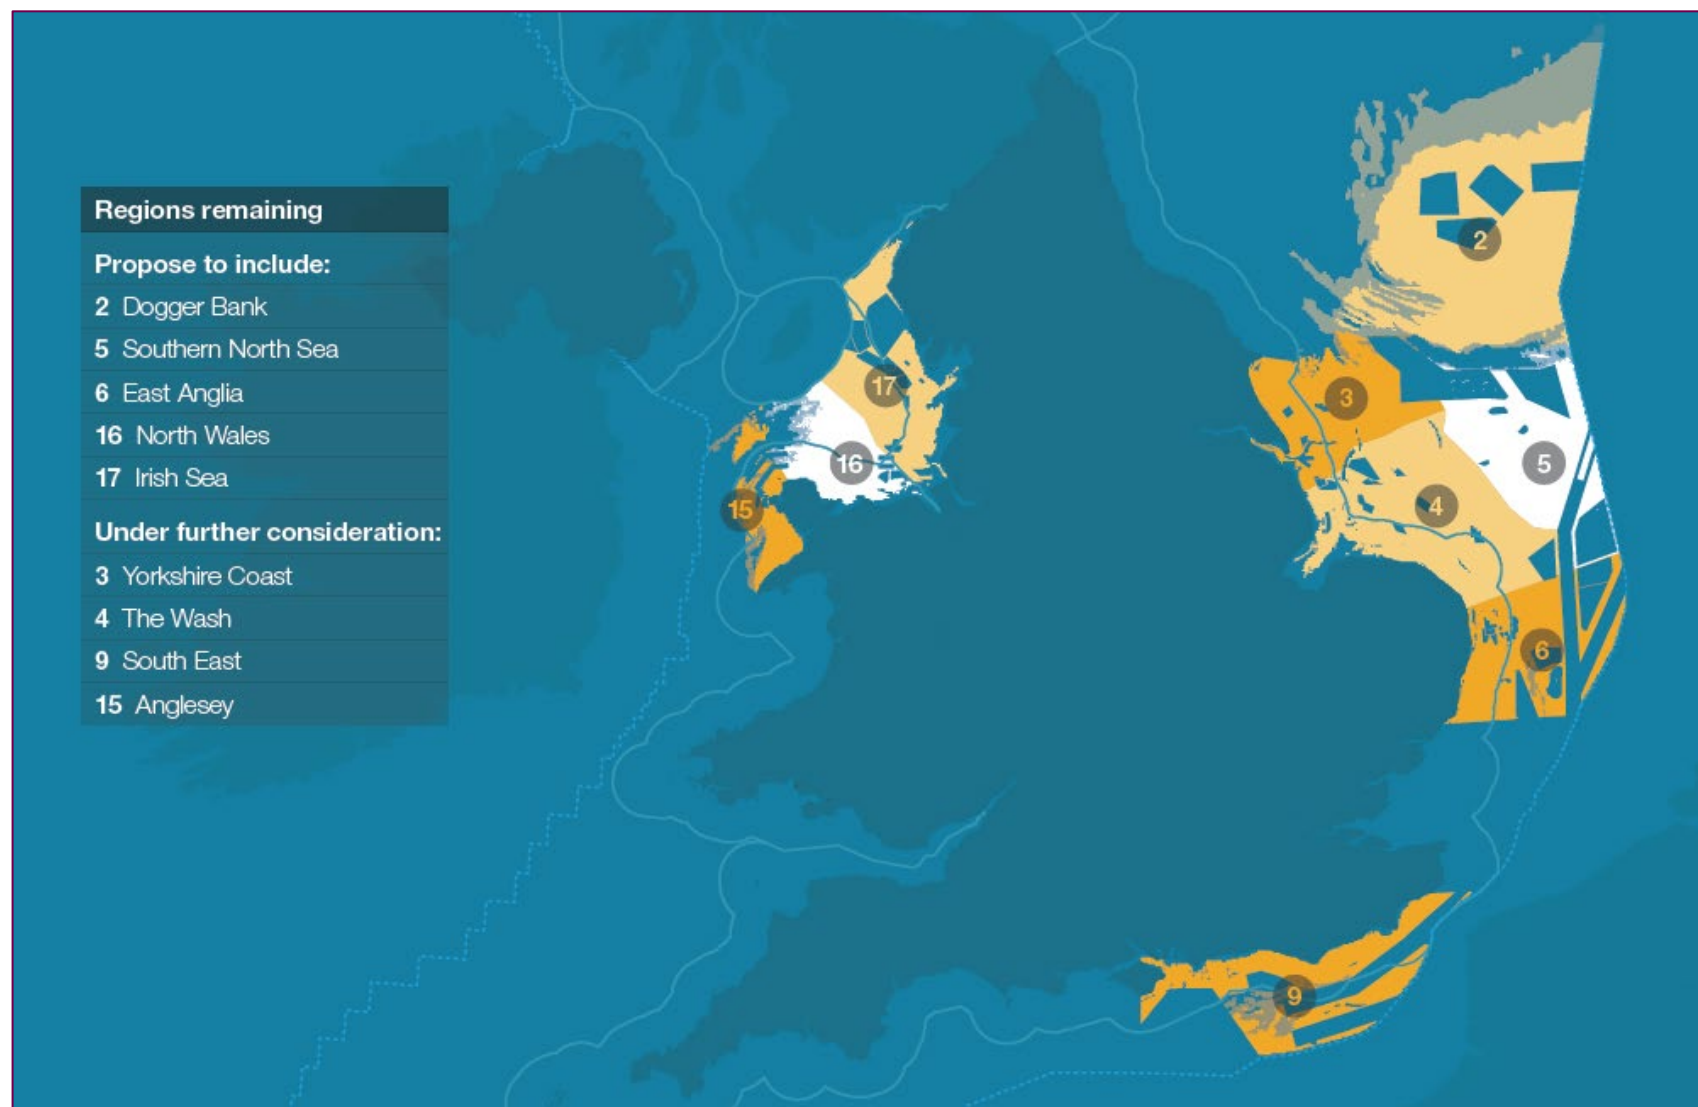 Regions remaining
Propose to include:
2 Dogger Bank
5 Southern North Sea
6 East Anglia
16 North Wales
17 Irish Sea
Under further consideration:
3 Yorkshire Coast
4 The Wash
9 South East
15 Anglesey
2
17
3
16
5
15
4
6
9